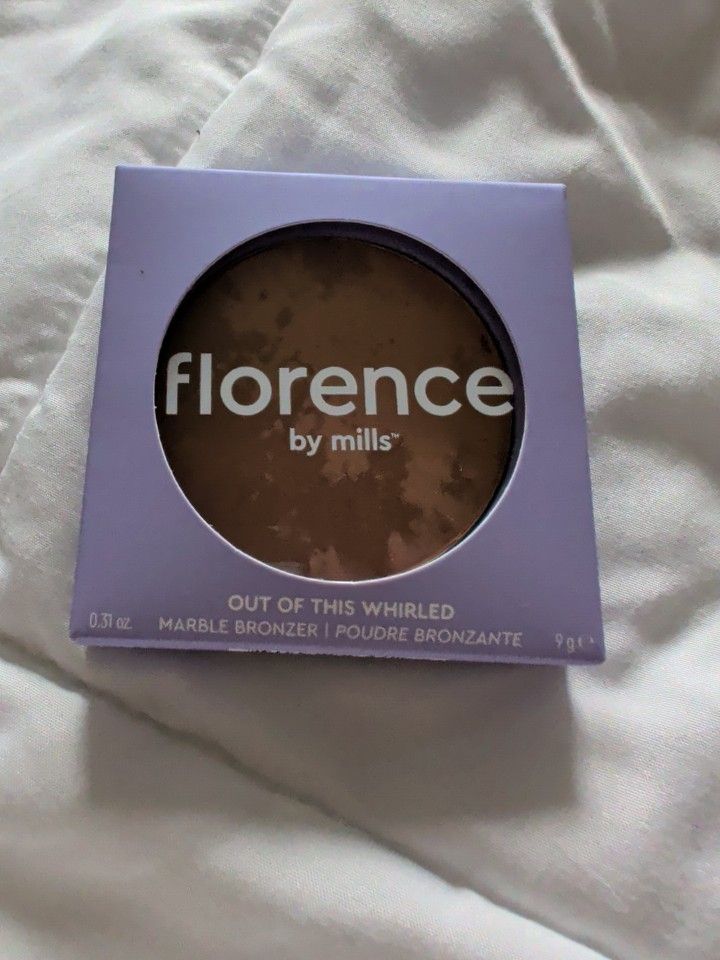 florence
by mills™
OUT OF THIS WHIRLED
0.31 oz. MARBLE BRONZER | POUDRE BRONZANTE 9 g